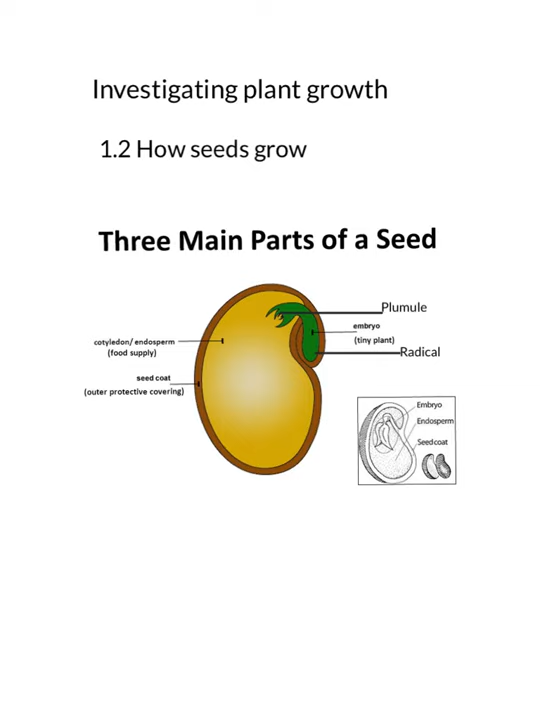 Investigating plant growth
1.2 How seeds grow
Three Main Parts of a Seed
Plumule
embryo
(tiny plant)
cotyledon/ endosperm
(food supply)
Radical
seed coat
(outer protective covering)
Embryo
Endosperm
Seed coat